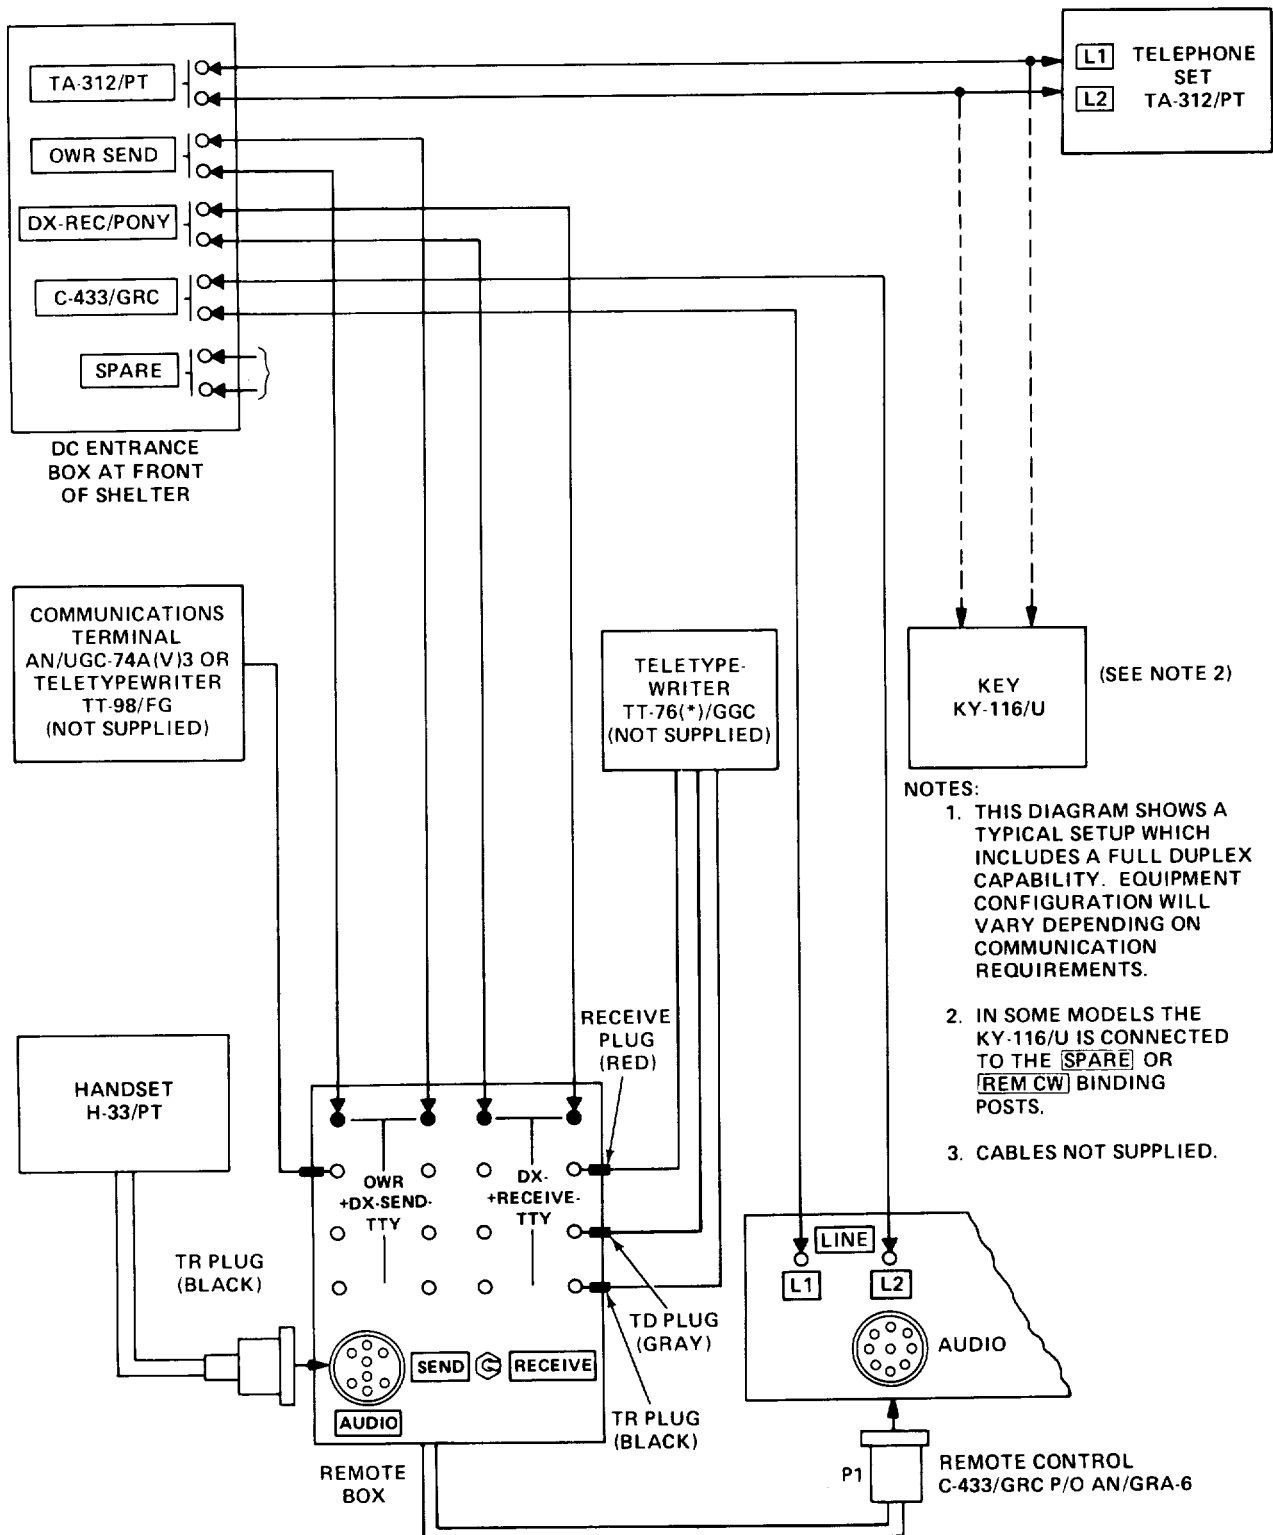 TA-312/PT
OWR SEND
DX-REC/PONY
C-433/GRC
SPARE
DC ENTRANCE
BOX AT FRONT
OF SHELTER
L1
L2
TELEPHONE
SET
TA-312/PT
COMMUNICATIONS
TERMINAL
AN/UGC-74A(V)3 OR
TELETYPEWRITER
TT-98/FG
(NOT SUPPLIED)
TELETYPE-
WRITER
TT-76(*)/GGC
(NOT SUPPLIED)
KEY
KY-116/U
(SEE NOTE 2)
NOTES:
1. THIS DIAGRAM SHOWS A
TYPICAL SETUP WHICH
INCLUDES A FULL DUPLEX
CAPABILITY. EQUIPMENT
CONFIGURATION WILL
VARY DEPENDING ON
COMMUNICATION
REQUIREMENTS.
2. IN SOME MODELS THE
KY-116/U IS CONNECTED
TO THE SPARE OR
REM CW BINDING
POSTS.
3. CABLES NOT SUPPLIED.
HANDSET
H-33/PT
RECEIVE
PLUG
(RED)
OWR
+DX-SEND-
TTY
DX-
+RECEIVE-
TTY
TR PLUG
(BLACK)
TD PLUG
(GRAY)
TR PLUG
(BLACK)
SEND
RECEIVE
AUDIO
REMOTE
BOX
LINE
L1
L2
AUDIO
P1
REMOTE CONTROL
C-433/GRC P/O AN/GRA-6